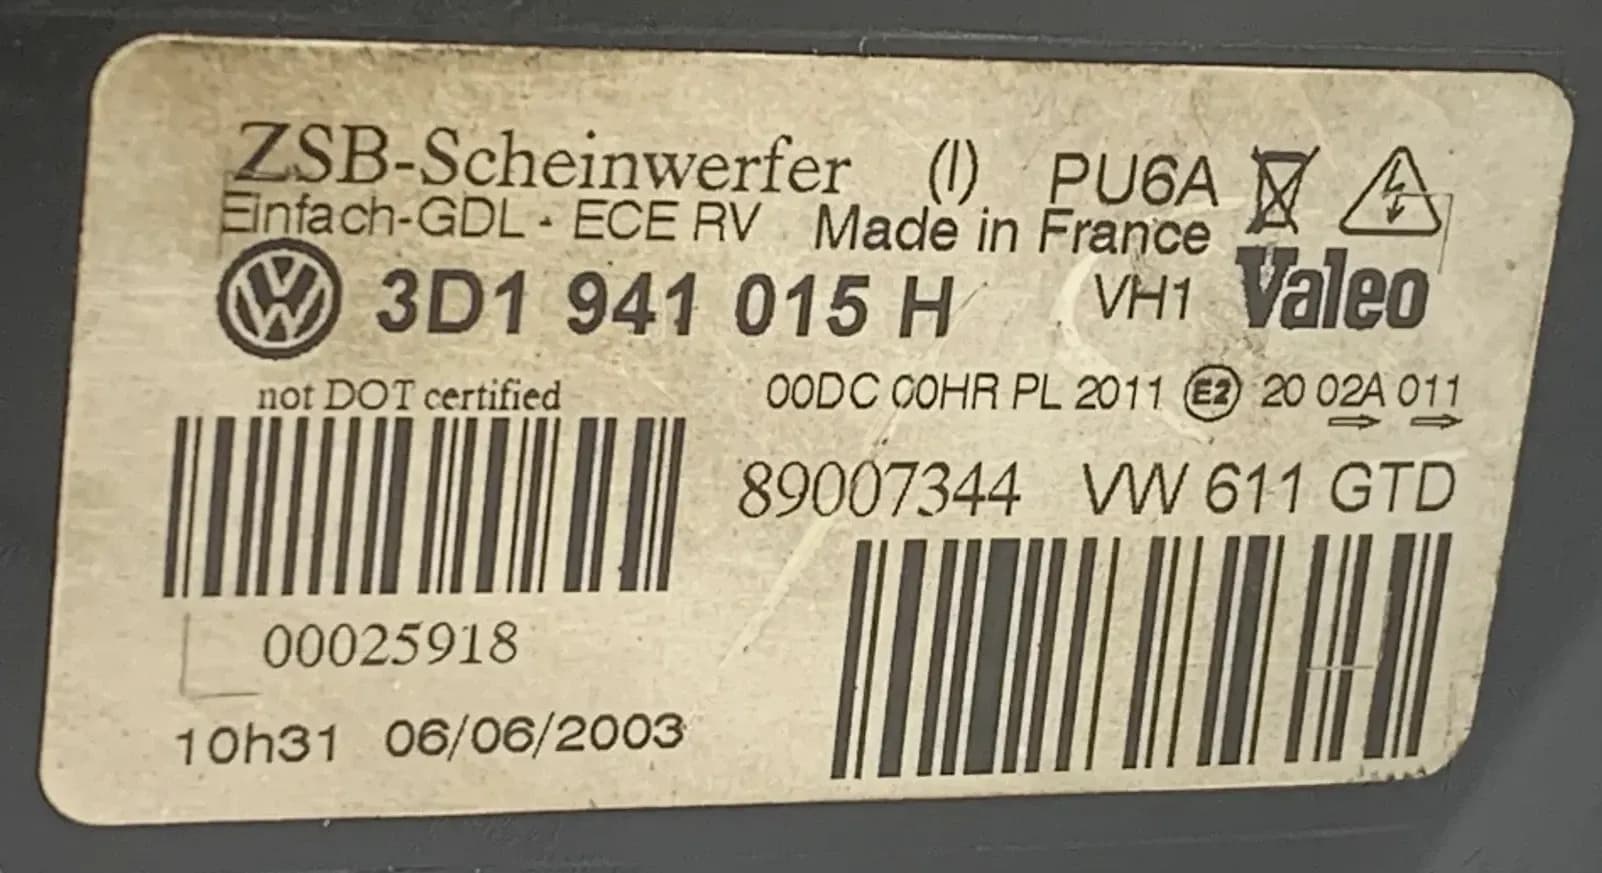 ZSB-Scheinwerfer (l) PU6A
Einfach-GDL - ECE RV Made in France
3D1 941 015 H VH1 Valeo
not DOT certified
00DC 00HR PL 2011 E2 20 02A 011
89007344 VW 611 GTD
00025918
10h31 06/06/2003